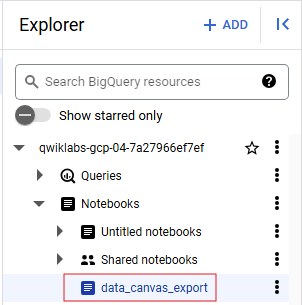 Explorer
+ ADD
Search BigQuery resources
Show starred only
qwiklabs-gcp-04-7a27966ef7ef
Queries
Notebooks
Untitled notebooks
Shared notebooks
data_canvas_export